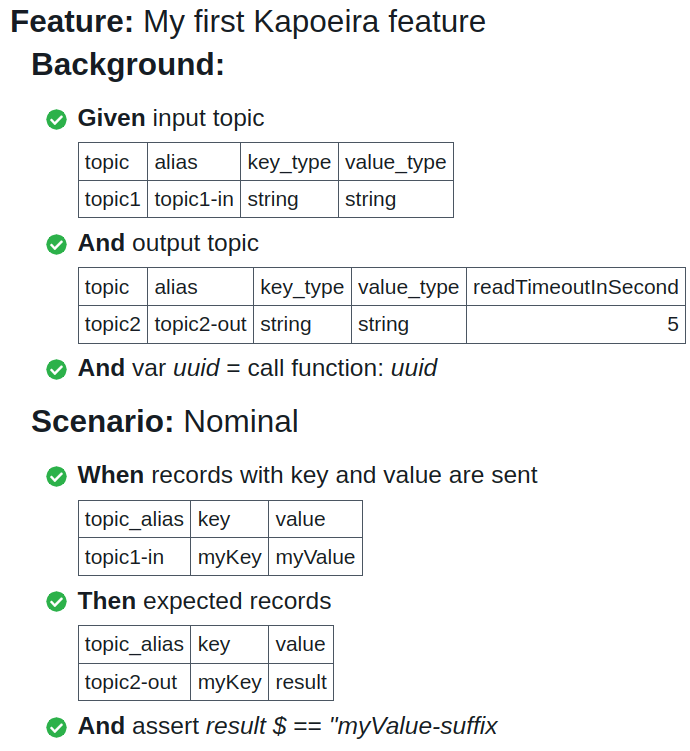 Feature: My first Kapoeira feature
Background:
Given input topic
topic alias key_type value_type
topic1 topic1-in string string
And output topic
topic alias key_type value_type readTimeoutInSecond
topic2 topic2-out string string 5
And var uuid = call function: uuid
Scenario: Nominal
When records with key and value are sent
topic_alias key value
topic1-in myKey myValue
Then expected records
topic_alias key value
topic2-out myKey result
And assert result $ == "myValue-suffix